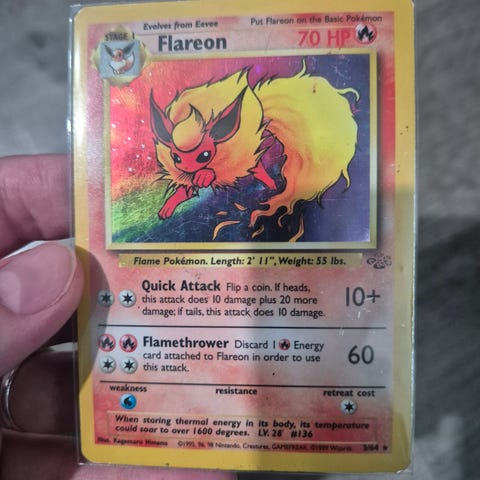 Evolves from Eevee
Put Flareon on the Basic Pokémon
STAGE 1
Flareon
70 HP
Flame Pokémon. Length: 2' 11", Weight: 55 lbs.
Quick Attack Flip a coin. If heads,
this attack does 10 damage plus 20 more
damage; if tails, this attack does 10 damage.
10+
Flamethrower Discard 1 Energy
card attached to Flareon in order to use
this attack.
60
weakness
resistance
retreat cost
When storing thermal energy in its body, its temperature
could soar to over 1600 degrees. LV. 28 #136
Illus. Kagemaru Himeno
©1995, 96, 98 Nintendo, Creatures, GAMEFREAK. ©1999 Wizards.
3/64 ★